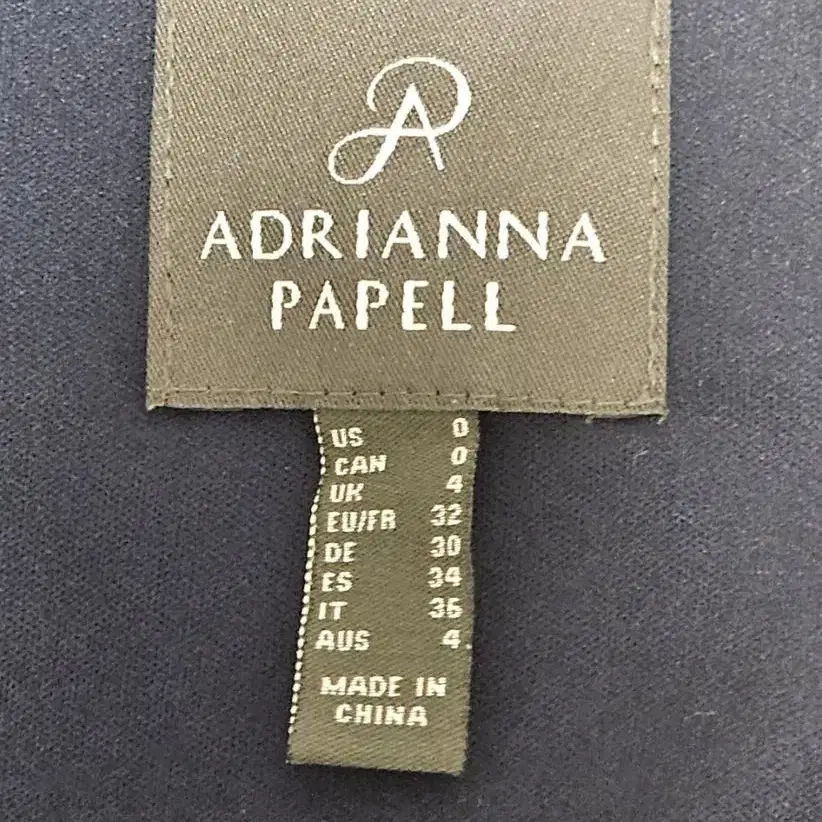 ADRIANNA
PAPELL
US 0
CAN 0
UK 4
EU/FR 32
DE 30
ES 34
IT 36
AUS 4
MADE IN
CHINA